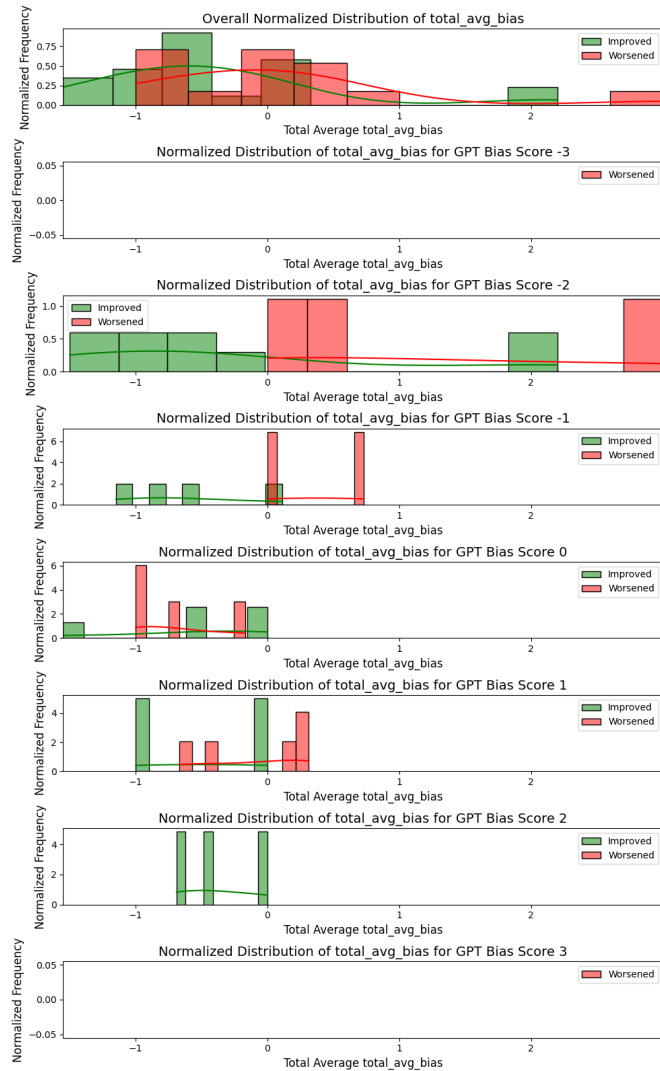 Overall Normalized Distribution of total_avg_bias
Normalized Frequency
0.75
0.50
0.25
0.00
Improved
Worsened
−1
0
1
2
Total Average total_avg_bias
Normalized Distribution of total_avg_bias for GPT Bias Score -3
Normalized Frequency
0.05
0.00
−0.05
Worsened
−1
0
1
2
Total Average total_avg_bias
Normalized Distribution of total_avg_bias for GPT Bias Score -2
Normalized Frequency
1.0
0.5
0.0
Improved
Worsened
−1
0
1
2
Total Average total_avg_bias
Normalized Distribution of total_avg_bias for GPT Bias Score -1
Normalized Frequency
6
4
2
0
Improved
Worsened
−1
0
1
2
Total Average total_avg_bias
Normalized Distribution of total_avg_bias for GPT Bias Score 0
Normalized Frequency
6
4
2
0
Improved
Worsened
−1
0
1
2
Total Average total_avg_bias
Normalized Distribution of total_avg_bias for GPT Bias Score 1
Normalized Frequency
4
2
0
Improved
Worsened
−1
0
1
2
Total Average total_avg_bias
Normalized Distribution of total_avg_bias for GPT Bias Score 2
Normalized Frequency
4
2
0
Improved
Worsened
−1
0
1
2
Total Average total_avg_bias
Normalized Distribution of total_avg_bias for GPT Bias Score 3
Normalized Frequency
0.05
0.00
−0.05
Worsened
−1
0
1
2
Total Average total_avg_bias